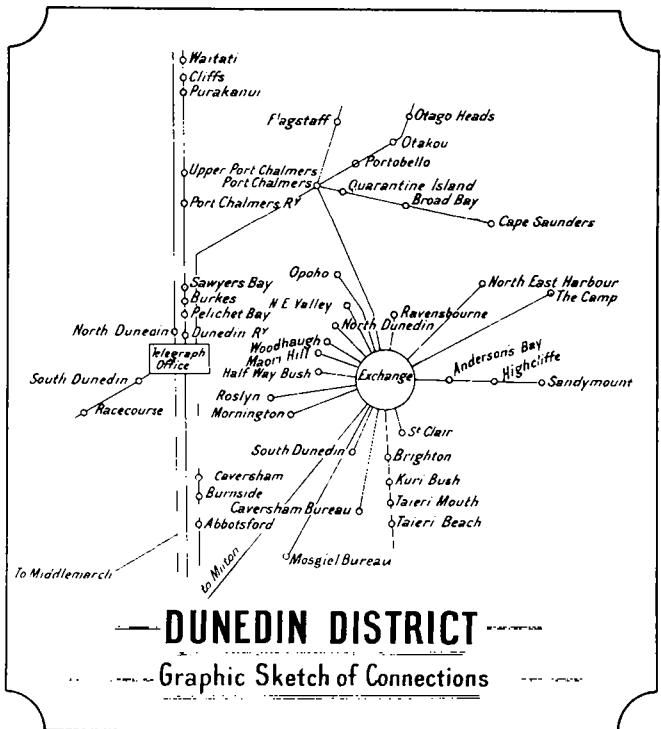 Waitati
Cliffs
Purakanui
Flagstaff
Otago Heads
Otakou
Portobello
Upper Port Chalmers
Port Chalmers
Quarantine Island
Broad Bay
Port Chalmers Ry
Cape Saunders
Opoho
Sawyers Bay
North East Harbour
The Camp
Burkes
N.E. Valley
Pelichet Bay
Ravensbourne
North Dunedin
Dunedin Ry
North Dunedin
Woodhaugh
Maori Hill
Telegraph
Office
Anderson's Bay
Highcliffe
Half Way Bush
Exchange
South Dunedin
Sandymount
Roslyn
Racecourse
Mornington
St Clair
South Dunedin
Brighton
Caversham
Kuri Bush
Burnside
Taieri Mouth
Caversham Bureau
Abbotsford
Taieri Beach
Mosgiel Bureau
To Middlemarch
to Milton
DUNEDIN DISTRICT
Graphic Sketch of Connections